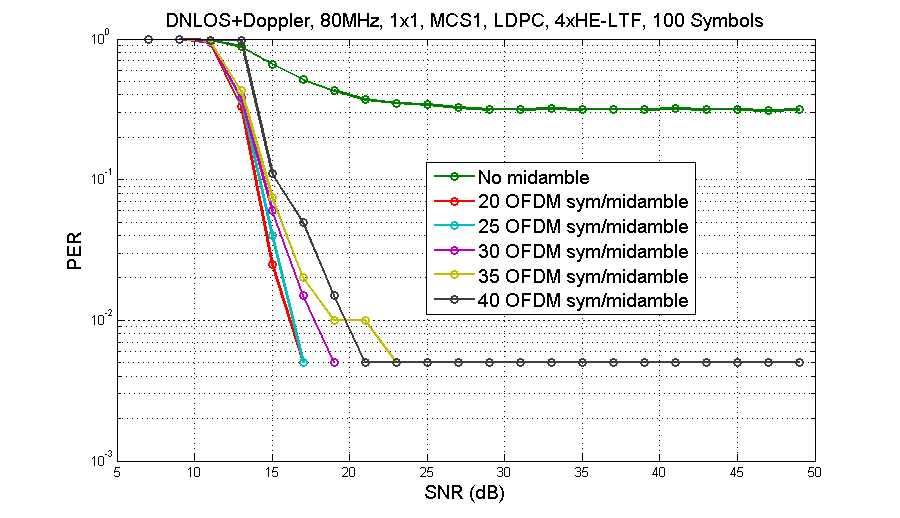 DNLOS+Doppler, 80MHz, 1x1, MCS1, LDPC, 4xHE-LTF, 100 Symbols
10^0
10^-1
10^-2
10^-3
PER
No midamble
20 OFDM sym/midamble
25 OFDM sym/midamble
30 OFDM sym/midamble
35 OFDM sym/midamble
40 OFDM sym/midamble
5 10 15 20 25 30 35 40 45 50
SNR (dB)